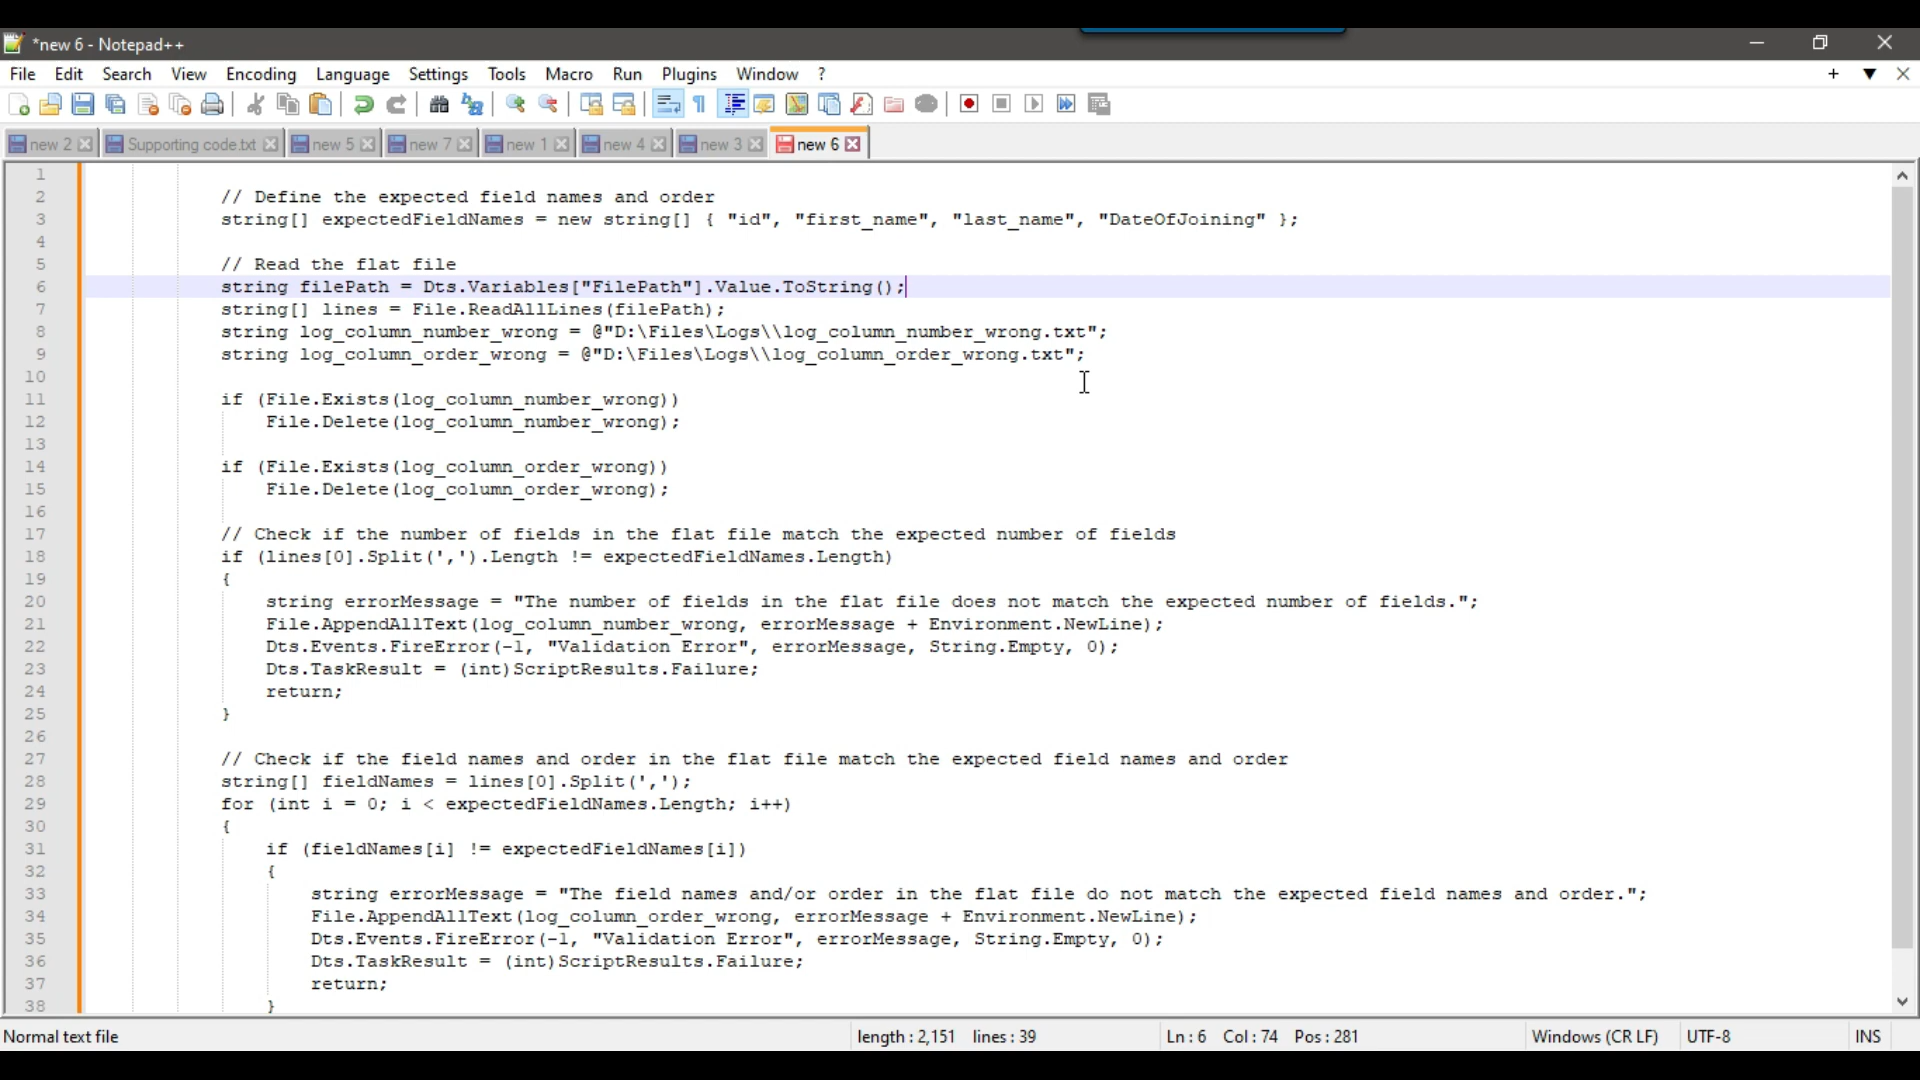 *new 6 - Notepad++
File Edit Search View Encoding Language Settings Tools Macro Run Plugins Window ?
new 2 Supporting code.txt new 5 new 7 new 1 new 4 new 3 new 6
1
2 // Define the expected field names and order
3 string[] expectedFieldNames = new string[] { "id", "first_name", "last_name", "DateOfJoining" };
4
5 // Read the flat file
6 string filePath = Dts.Variables["FilePath"].Value.ToString();
7 string[] lines = File.ReadAllLines(filePath);
8 string log_column_number_wrong = @"D:\Files\Logs\\log_column_number_wrong.txt";
9 string log_column_order_wrong = @"D:\Files\Logs\\log_column_order_wrong.txt";
10
11 if (File.Exists(log_column_number_wrong))
12 File.Delete(log_column_number_wrong);
13
14 if (File.Exists(log_column_order_wrong))
15 File.Delete(log_column_order_wrong);
16
17 // Check if the number of fields in the flat file match the expected number of fields
18 if (lines[0].Split(',').Length != expectedFieldNames.Length)
19 {
20 string errorMessage = "The number of fields in the flat file does not match the expected number of fields.";
21 File.AppendAllText(log_column_number_wrong, errorMessage + Environment.NewLine);
22 Dts.Events.FireError(-1, "Validation Error", errorMessage, String.Empty, 0);
23 Dts.TaskResult = (int)ScriptResults.Failure;
24 return;
25 }
26
27 // Check if the field names and order in the flat file match the expected field names and order
28 string[] fieldNames = lines[0].Split(',');
29 for (int i = 0; i < expectedFieldNames.Length; i++)
30 {
31 if (fieldNames[i] != expectedFieldNames[i])
32 {
33 string errorMessage = "The field names and/or order in the flat file do not match the expected field names and order.";
34 File.AppendAllText(log_column_order_wrong, errorMessage + Environment.NewLine);
35 Dts.Events.FireError(-1, "Validation Error", errorMessage, String.Empty, 0);
36 Dts.TaskResult = (int)ScriptResults.Failure;
37 return;
38 }
Normal text file length : 2,151 lines : 39 Ln : 6 Col : 74 Pos : 281 Windows (CR LF) UTF-8 INS